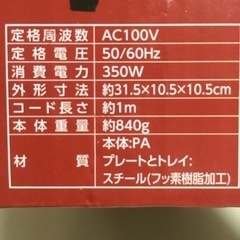 定格周波数 AC100V
定格電圧 50/60Hz
消費電力 350W
外形寸法 約31.5×10.5×10.5cm
コード長さ 約1m
本体重量 約840g
材質 本体:PA
プレートとトレイ:
スチール(フッ素樹脂加工)